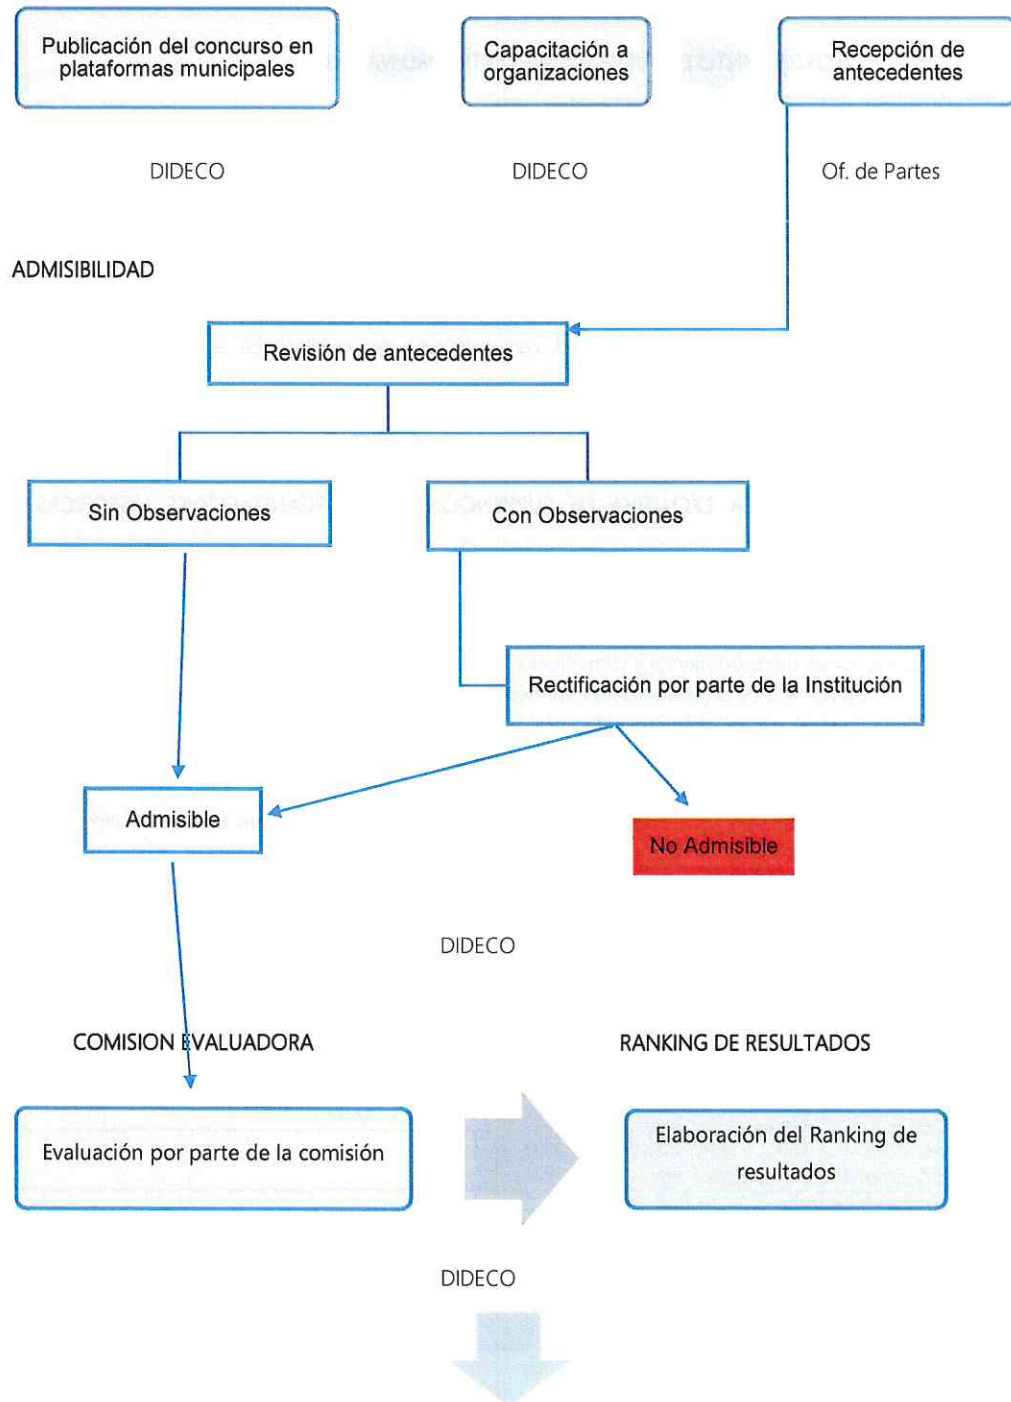 Publicación del concurso en
plataformas municipales
Capacitación a
organizaciones
Recepción de
antecedentes
DIDECO
DIDECO
Of. de Partes
ADMISIBILIDAD
Revisión de antecedentes
Sin Observaciones
Con Observaciones
Rectificación por parte de la Institución
Admisible
No Admisible
DIDECO
COMISION EVALUADORA
RANKING DE RESULTADOS
Evaluación por parte de la comisión
Elaboración del Ranking de
resultados
DIDECO